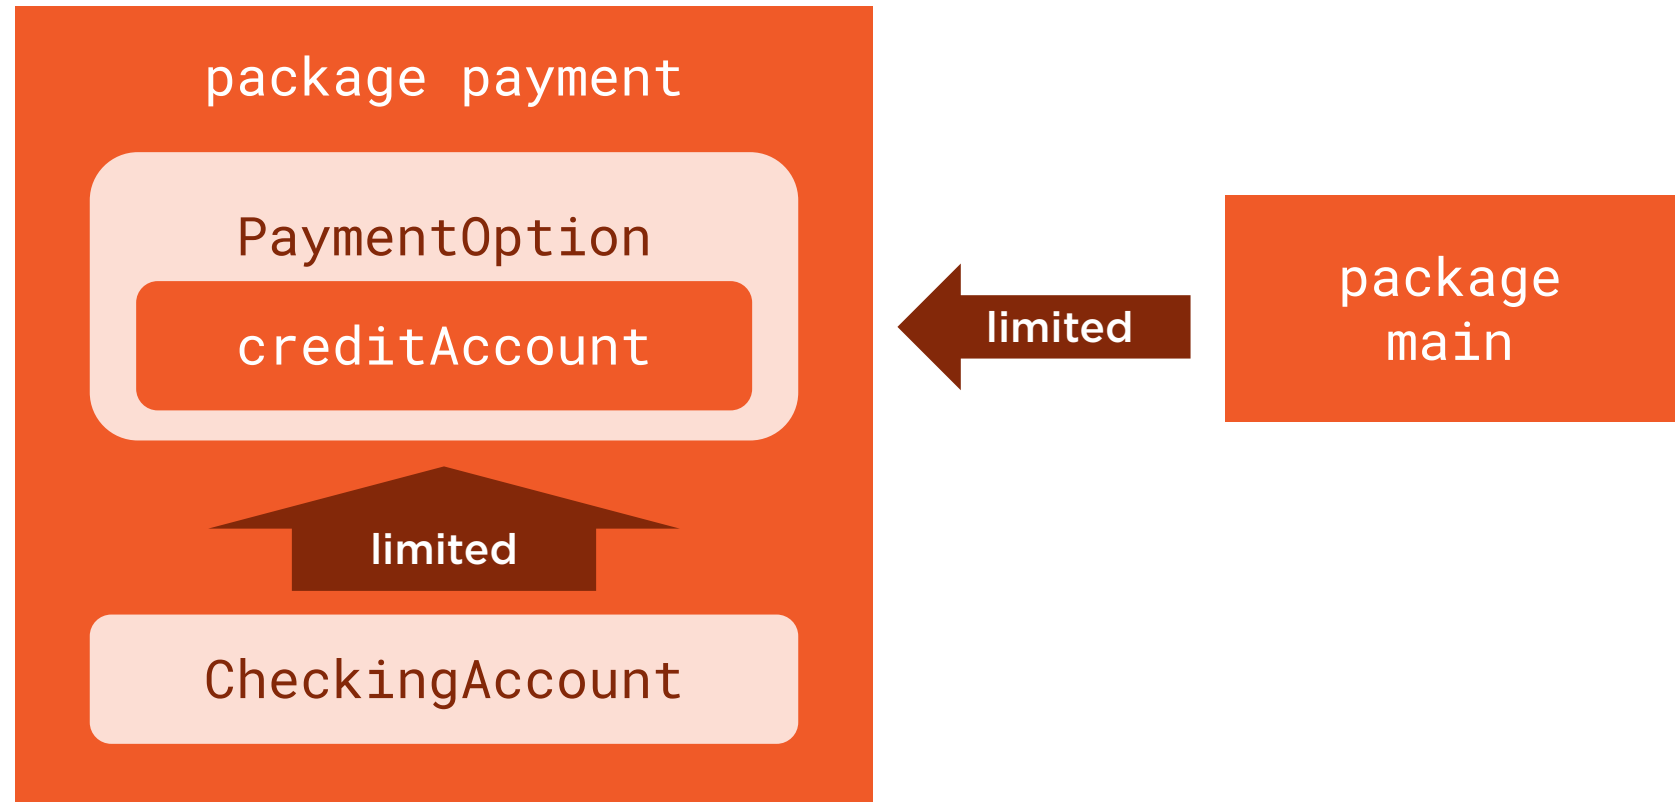 package payment
PaymentOption
creditAccount
limited
CheckingAccount
limited
package
main